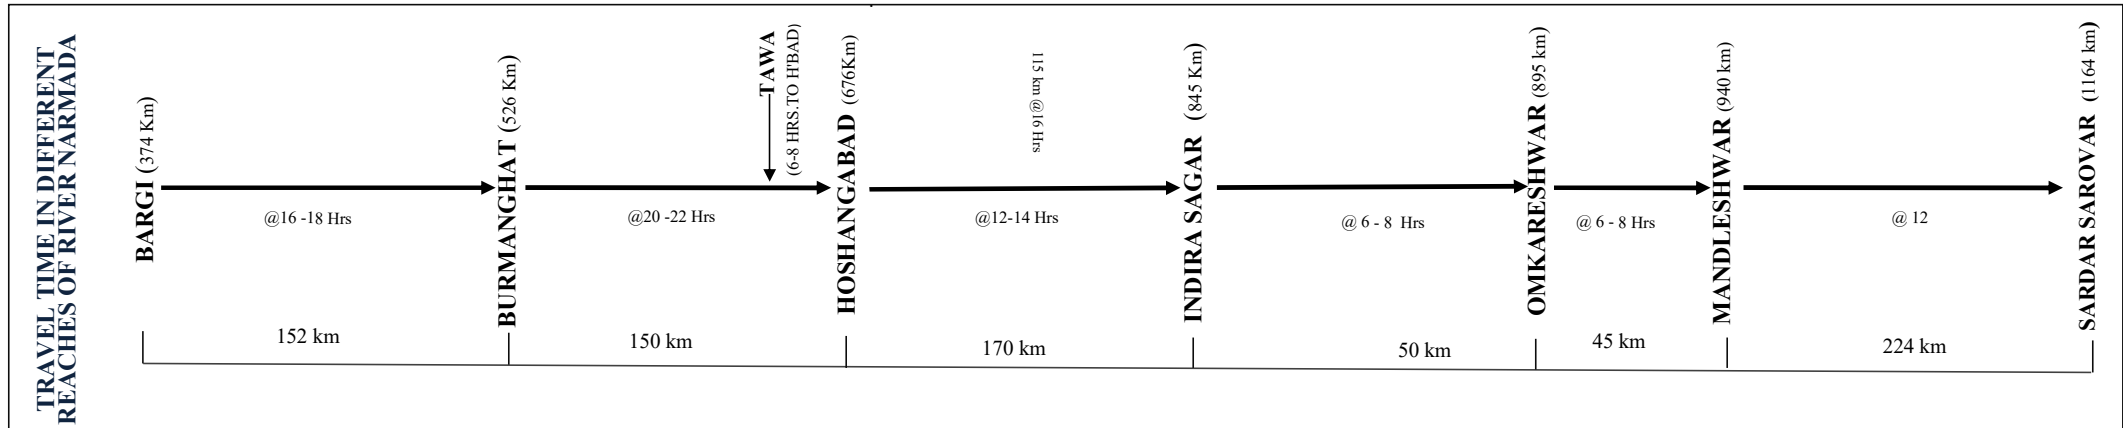 TRAVEL TIME IN DIFFERENT
REACHES OF RIVER NARMADA
BARGI (374 Km)
@16 -18 Hrs
152 km
BURMANGHAT (526 Km)
@20 -22 Hrs
150 km
TAWA
(6-8 HRS.TO H'BAD)
HOSHANGABAD (676Km)
115 km @16 Hrs
@12-14 Hrs
170 km
INDIRA SAGAR (845 Km)
@ 6 - 8 Hrs
50 km
OMKARESHWAR (895 km)
@ 6 - 8 Hrs
45 km
MANDLESHWAR (940 km)
@ 12
224 km
SARDAR SAROVAR (1164 km)